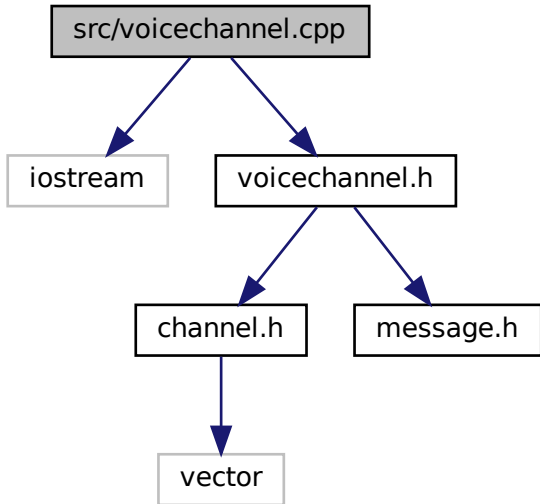 src/voicechannel.cpp
iostream
voicechannel.h
channel.h
message.h
vector